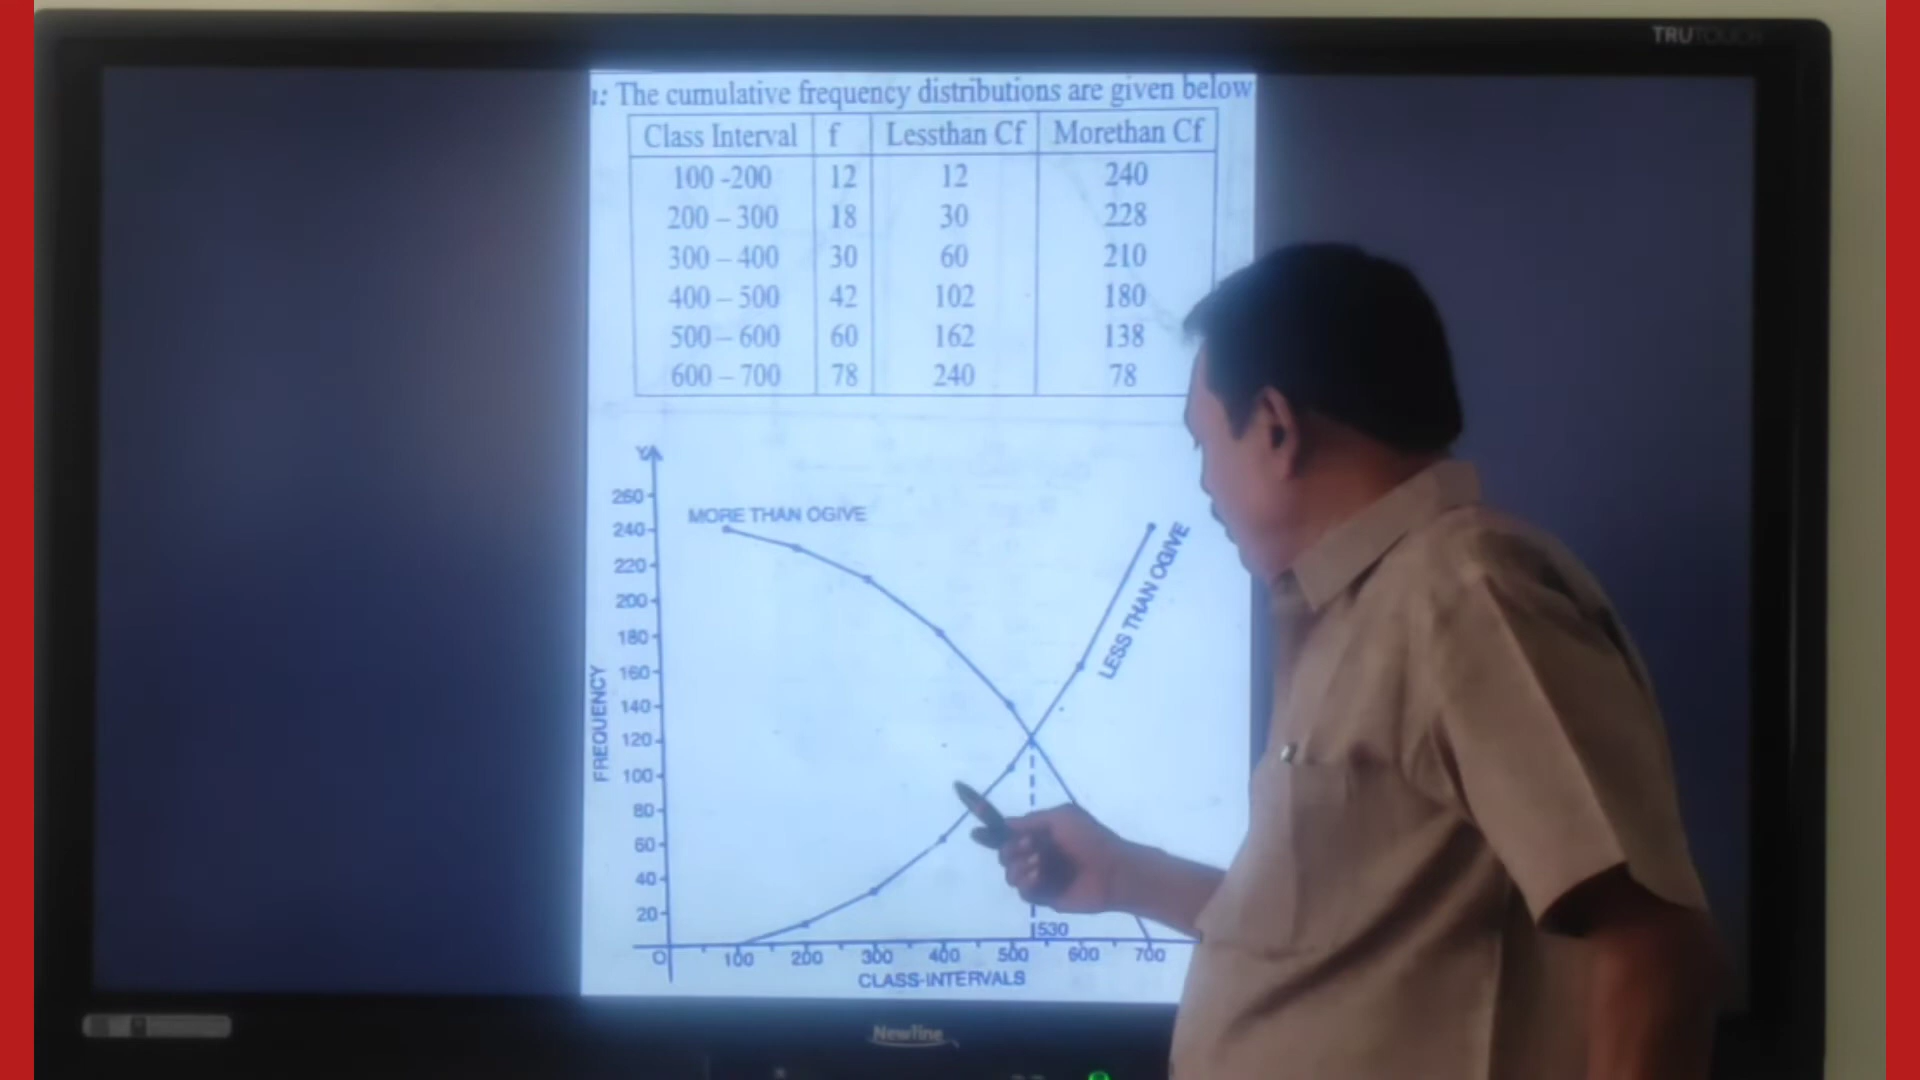 TRUTOUCH
1: The cumulative frequency distributions are given below
Class Interval f Lessthan Cf Morethan Cf
100 -200 12 12 240
200 – 300 18 30 228
300 – 400 30 60 210
400 – 500 42 102 180
500 – 600 60 162 138
600 – 700 78 240 78
Y
260
MORE THAN OGIVE
240
220
200
180
160
140
120
100
80
60
40
20
FREQUENCY
LESS THAN OGIVE
530
O 100 200 300 400 500 600 700
CLASS-INTERVALS
Newline